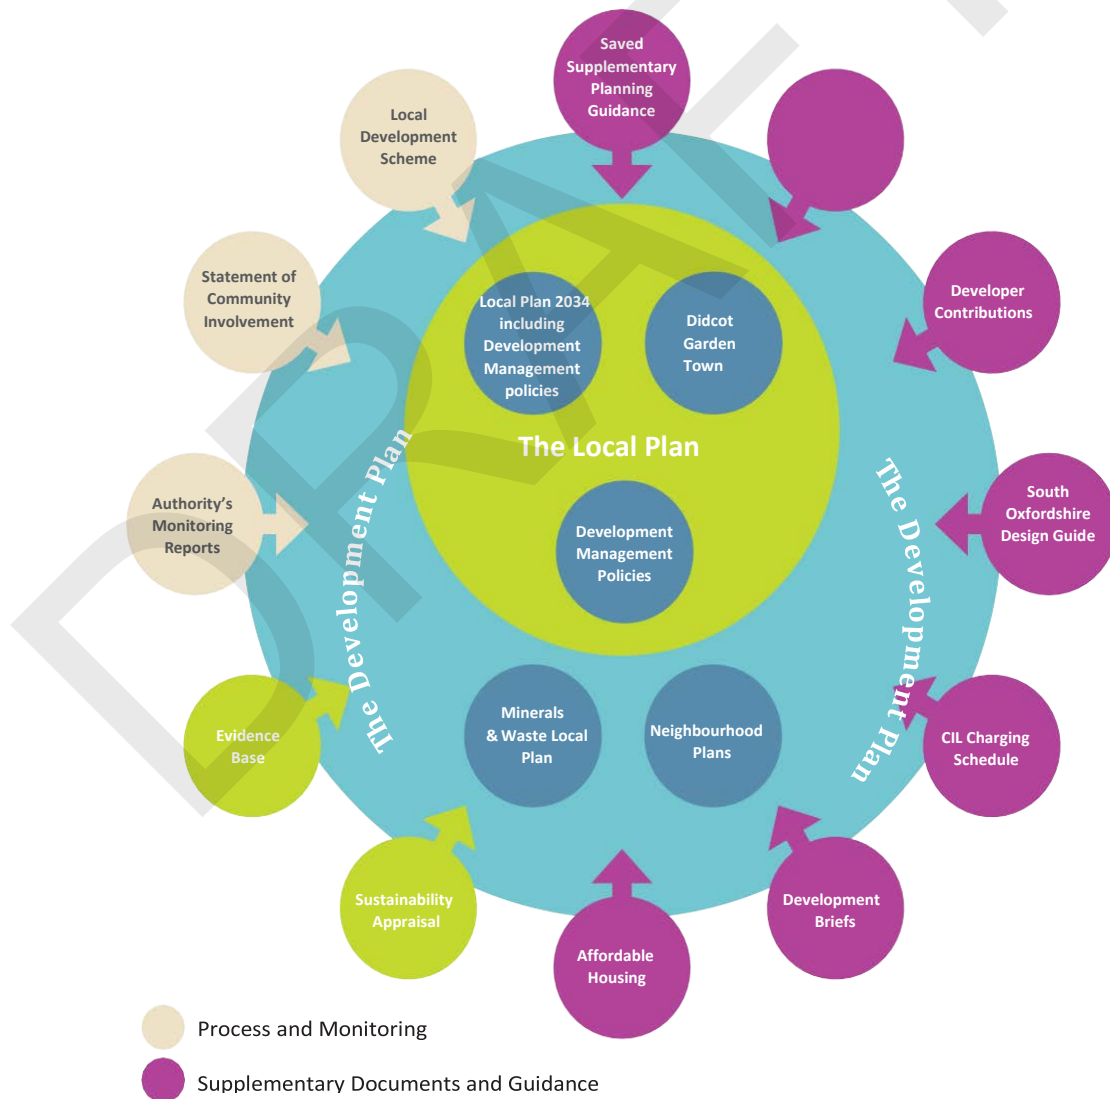 Saved
Supplementary
Planning
Guidance
Local
Development
Scheme
Statement of
Community
Involvement
Developer
Contributions
Local Plan 2034
including
Development
Management
policies
Didcot
Garden
Town
The Local Plan
The Development Plan
The Development Plan
Authority's
Monitoring
Reports
South
Oxfordshire
Design Guide
Development
Management
Policies
Evidence
Base
Minerals
& Waste Local
Plan
Neighbourhood
Plans
CIL Charging
Schedule
Sustainability
Appraisal
Development
Briefs
Affordable
Housing
Process and Monitoring
Supplementary Documents and Guidance
DRAFT